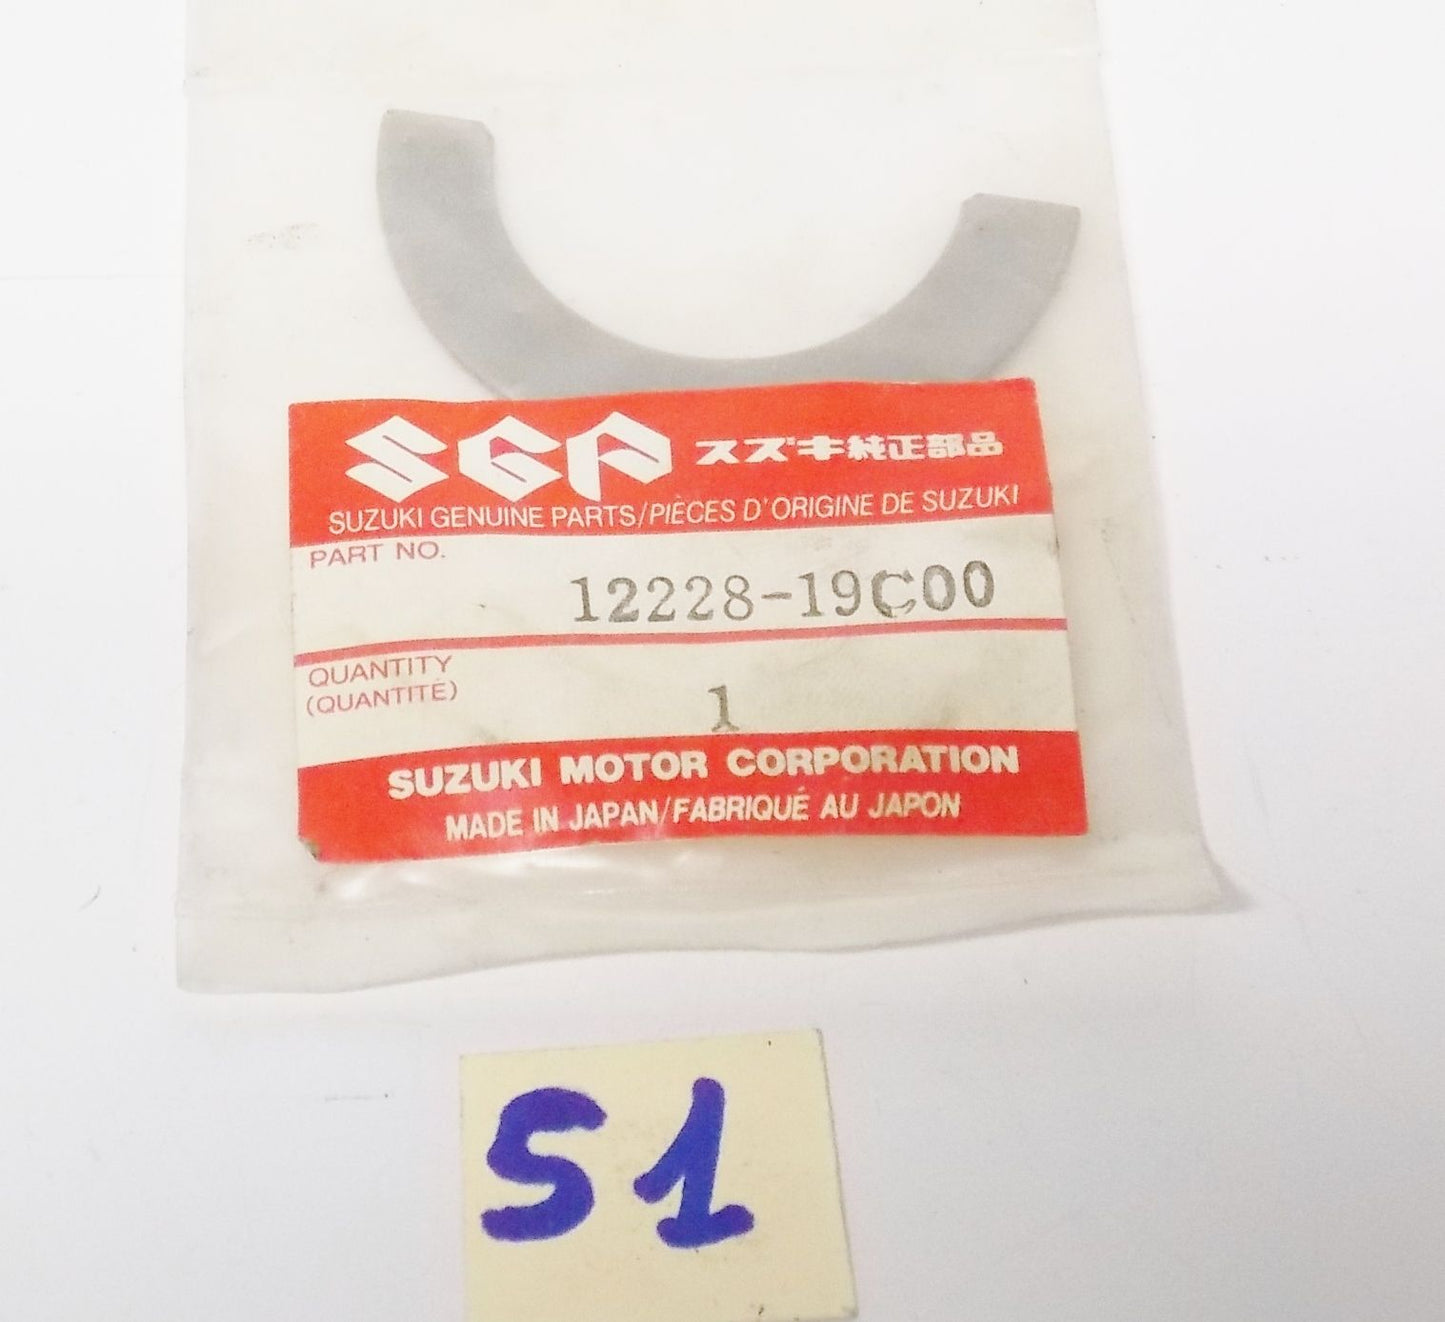 SGP スズキ純正部品
SUZUKI GENUINE PARTS/PIÈCES D'ORIGINE DE SUZUKI
PART NO.
12228-19C00
QUANTITY
(QUANTITÉ)
1
SUZUKI MOTOR CORPORATION
MADE IN JAPAN/FABRIQUÉ AU JAPON
51